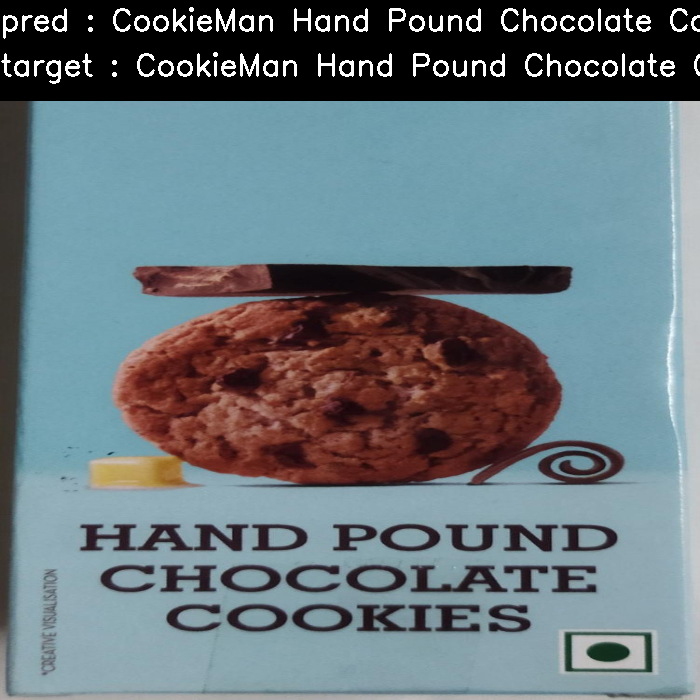 pred : CookieMan Hand Pound Chocolate Co
target : CookieMan Hand Pound Chocolate
HAND POUND
CHOCOLATE
COOKIES
*CREATIVE VISUALISATION